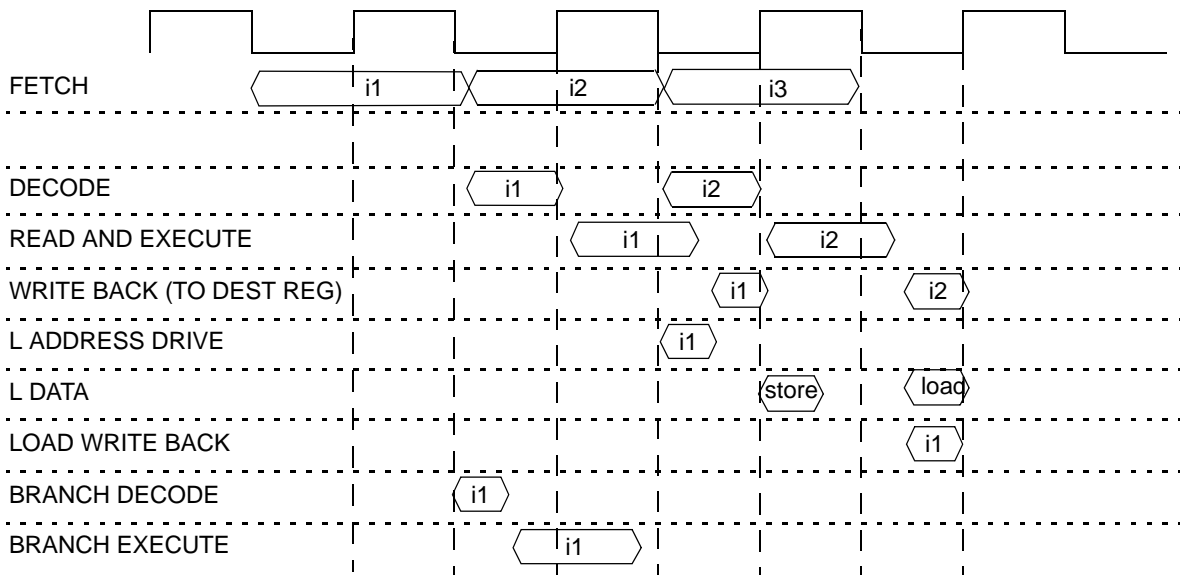 FETCH i1 i2 i3
DECODE i1 i2
READ AND EXECUTE i1 i2
WRITE BACK (TO DEST REG) i1 i2
L ADDRESS DRIVE i1
L DATA store load
LOAD WRITE BACK i1
BRANCH DECODE i1
BRANCH EXECUTE i1